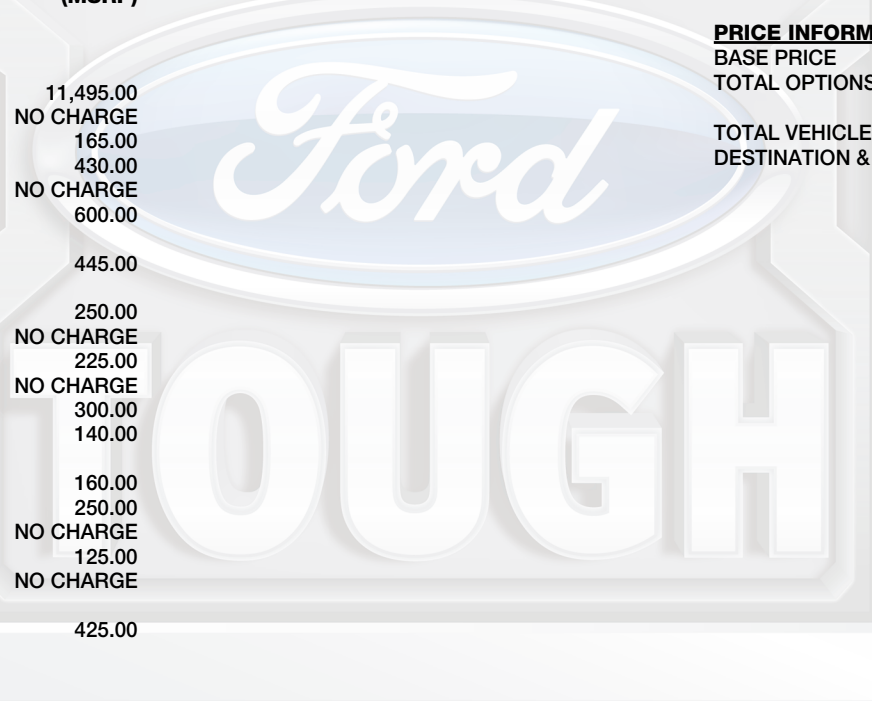 (MSRP)
11,495.00
NO CHARGE
165.00
430.00
NO CHARGE
600.00
445.00
250.00
NO CHARGE
225.00
NO CHARGE
300.00
140.00
160.00
250.00
NO CHARGE
125.00
NO CHARGE
425.00
PRICE INFORM
BASE PRICE
TOTAL OPTIONS
TOTAL VEHICLE
DESTINATION &
Ford
TOUGH